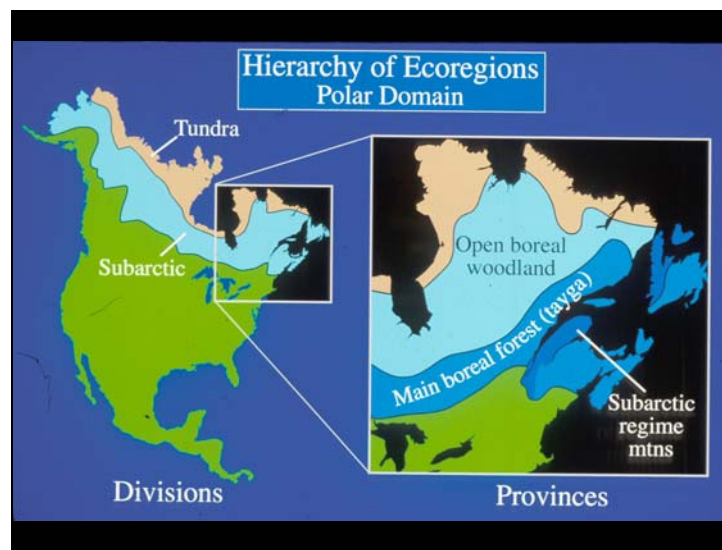 Hierarchy of Ecoregions
Polar Domain
Tundra
Subarctic
Divisions
Open boreal
woodland
Main boreal forest (tayga)
Subarctic
regime
mtns
Provinces